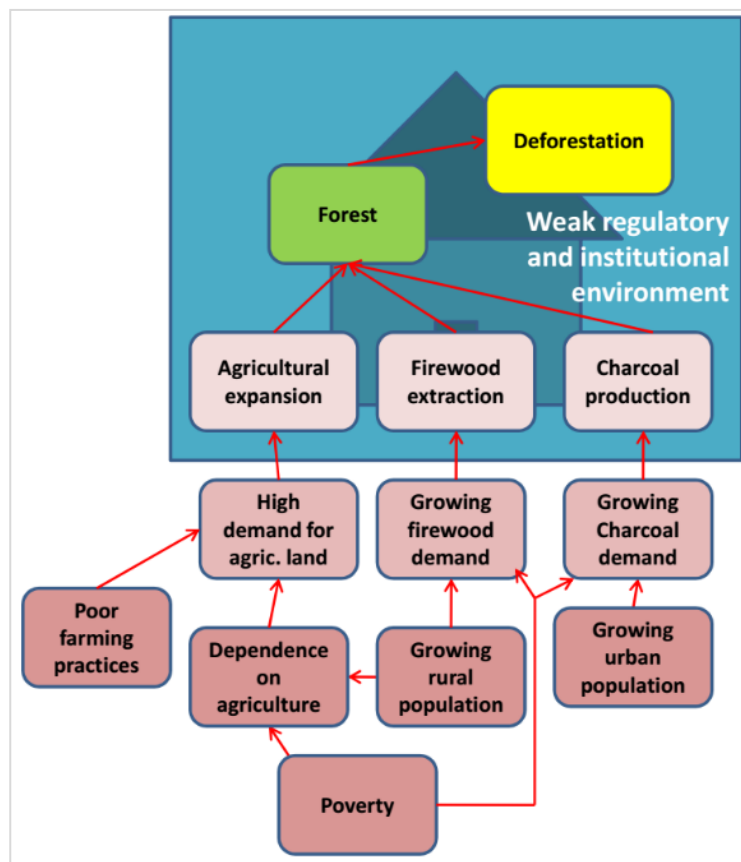 Deforestation
Forest
Weak regulatory
and institutional
environment
Agricultural
expansion
Firewood
extraction
Charcoal
production
High
demand for
agric. land
Growing
firewood
demand
Growing
Charcoal
demand
Poor
farming
practices
Dependence
on
agriculture
Growing
rural
population
Growing
urban
population
Poverty